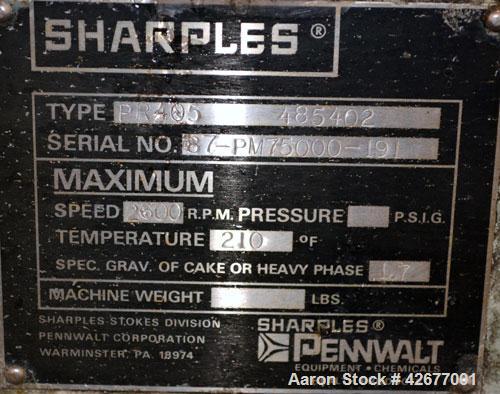 SHARPLES®
TYPE PR405 485402
SERIAL NO. 87-PM75000-191
MAXIMUM
SPEED 2600 R.P.M. PRESSURE P.S.I.G.
TEMPERATURE 210 °F
SPEC. GRAV. OF CAKE OR HEAVY PHASE 1.7
MACHINE WEIGHT LBS.
SHARPLES-STOKES DIVISION
PENNWALT CORPORATION
WARMINSTER, PA. 18974
SHARPLES®
PENNWALT
EQUIPMENT • CHEMICALS
Aaron Stock # 42677001